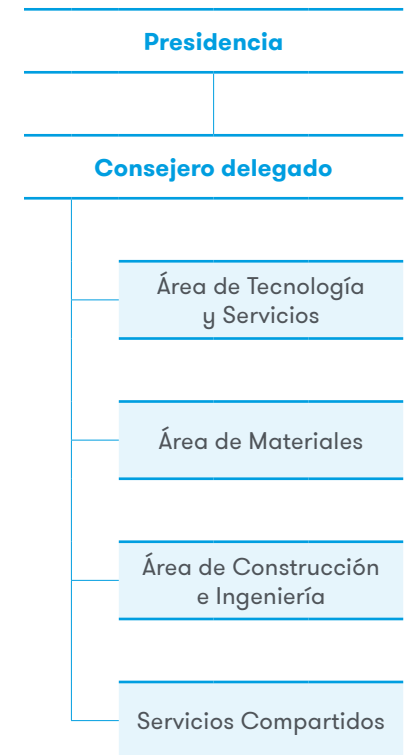 Presidencia
Consejero delegado
Área de Tecnología
y Servicios
Área de Materiales
Área de Construcción
e Ingeniería
Servicios Compartidos